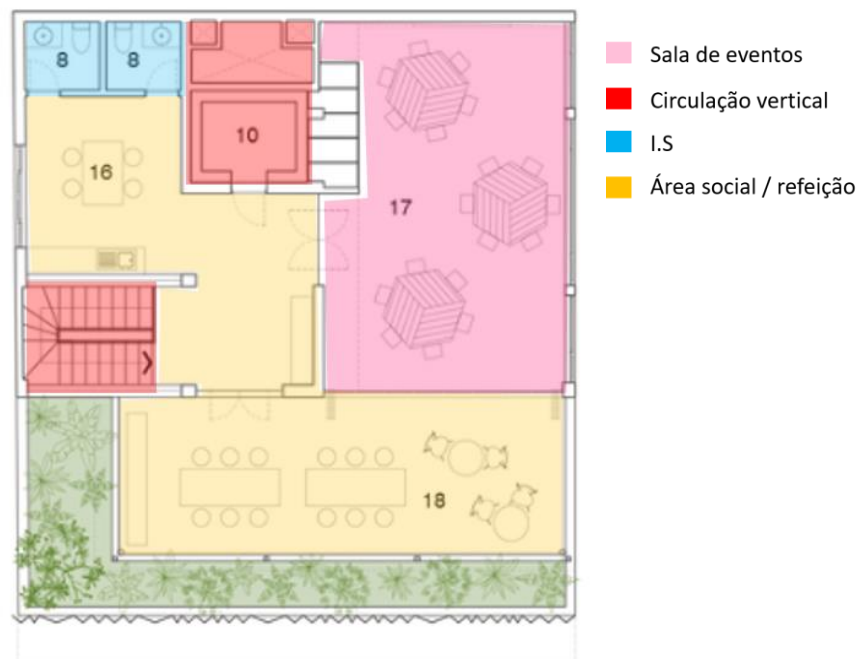 8
8
10
16
17
18
Sala de eventos
Circulação vertical
I.S
Área social / refeição